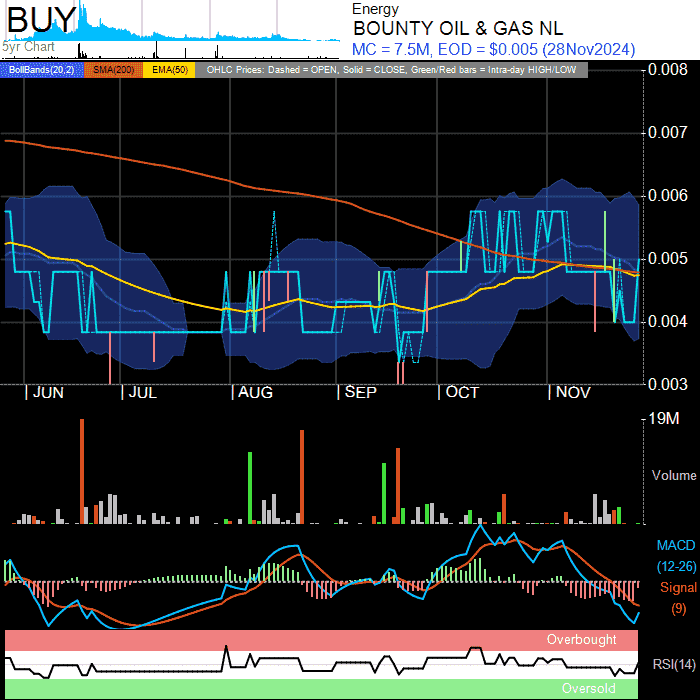 BUY
Energy
BOUNTY OIL & GAS NL
5yr Chart
MC = 7.5M, EOD = $0.005 (28Nov2024)
BollBands(20,2) SMA(200) EMA(50) OHLC Prices: Dashed = OPEN, Solid = CLOSE, Green/Red bars = Intra-day HIGH/LOW
0.008
0.007
0.006
0.005
0.004
0.003
JUN JUL AUG SEP OCT NOV
19M
Volume
MACD
(12-26)
Signal
(9)
Overbought
RSI(14)
Oversold